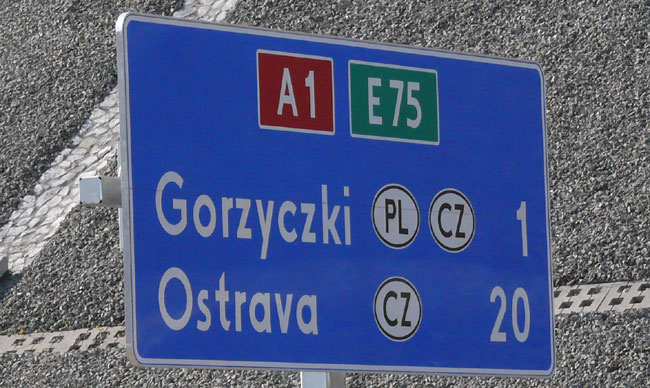 A1 E75
Gorzyczki PL CZ 1
Ostrava CZ 20